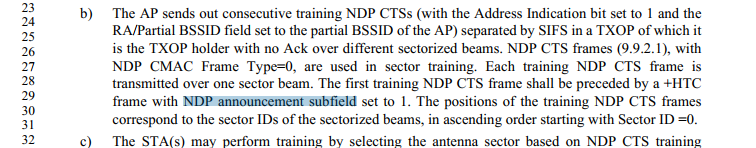 23
24
25
26
27
28
29
30
31
32
b) The AP sends out consecutive training NDP CTSs (with the Address Indication bit set to 1 and the
RA/Partial BSSID field set to the partial BSSID of the AP) separated by SIFS in a TXOP of which it
is the TXOP holder with no Ack over different sectorized beams. NDP CTS frames (9.9.2.1), with
NDP CMAC Frame Type=0, are used in sector training. Each training NDP CTS frame is
transmitted over one sector beam. The first training NDP CTS frame shall be preceded by a +HTC
frame with NDP announcement subfield set to 1. The positions of the training NDP CTS frames
correspond to the sector IDs of the sectorized beams, in ascending order starting with Sector ID =0.
c) The STA(s) may perform training by selecting the antenna sector based on NDP CTS training